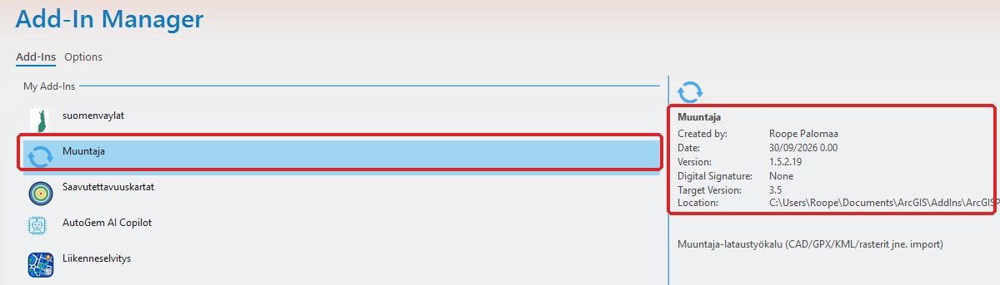 Add-In Manager
Add-Ins Options
My Add-Ins
suomenvaylat
Muuntaja
Saavutettavuuskartat
AutoGem AI Copilot
Liikenneselvitys
Muuntaja
Created by: Roope Palomaa
Date: 30/09/2026 0.00
Version: 1.5.2.19
Digital Signature: None
Target Version: 3.5
Location: C:\Users\Roope\Documents\ArcGIS\AddIns\ArcGISP
Muuntaja-lataustyökalu (CAD/GPX/KML/rasterit jne. import)